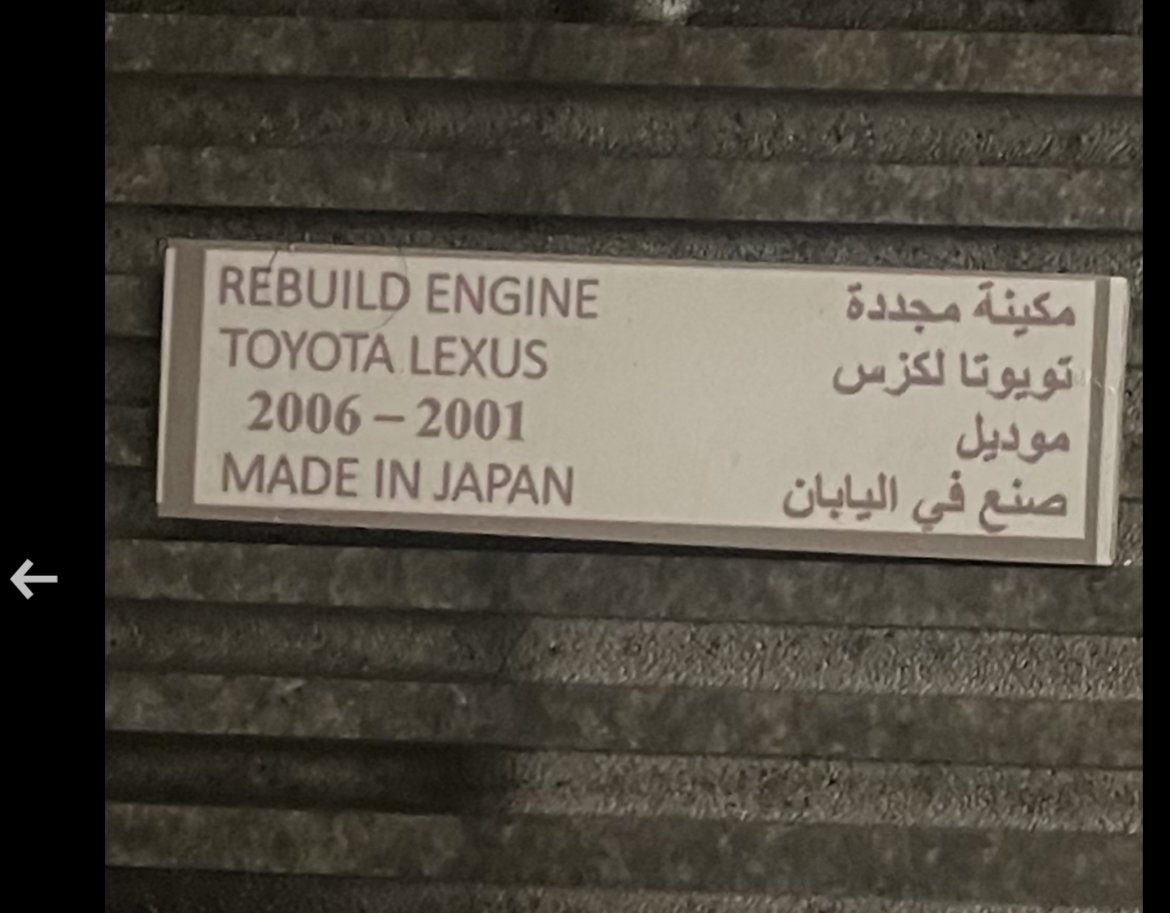 REBUILD ENGINE مكينة مجددة
TOYOTA LEXUS تويوتا لكزس
2006 – 2001 موديل
MADE IN JAPAN صنع في اليابان